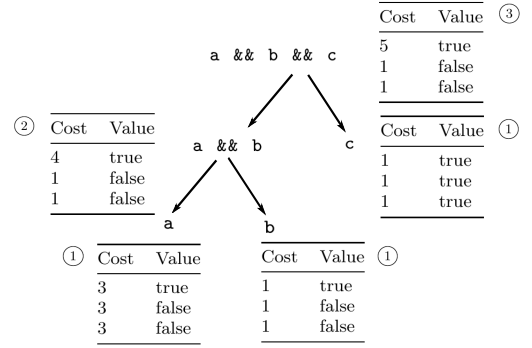 ③
Cost Value
5 true
1 false
1 false
a && b && c
②
Cost Value
4 true
1 false
1 false
①
Cost Value
1 true
1 true
1 true
a && b
c
a
b
①
Cost Value
3 true
3 false
3 false
①
Cost Value
1 true
1 false
1 false